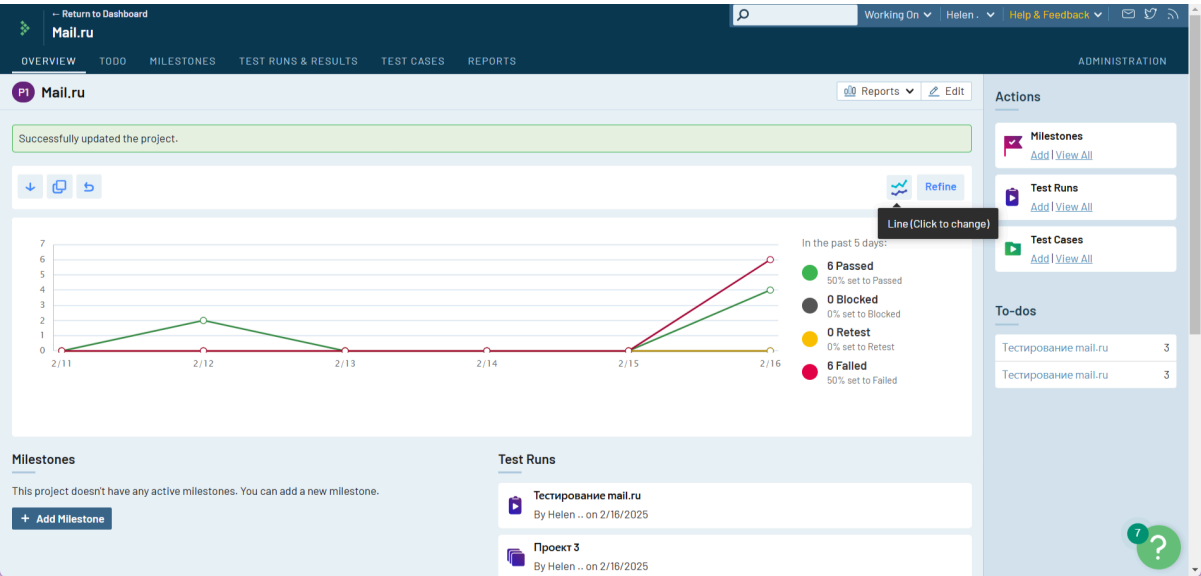 ← Return to Dashboard
Mail.ru
Working On
Helen .
Help & Feedback
OVERVIEW TODO MILESTONES TEST RUNS & RESULTS TEST CASES REPORTS ADMINISTRATION
P1 Mail.ru
Reports
Edit
Successfully updated the project.
Refine
Line (Click to change)
7
6
5
4
3
2
1
0
2/11 2/12 2/13 2/14 2/15 2/16
In the past 5 days:
6 Passed
50% set to Passed
0 Blocked
0% set to Blocked
0 Retest
0% set to Retest
6 Failed
50% set to Failed
Milestones
This project doesn't have any active milestones. You can add a new milestone.
+ Add Milestone
Test Runs
Тестирование mail.ru
By Helen .. on 2/16/2025
Проект 3
By Helen .. on 2/16/2025
Actions
Milestones
Add | View All
Test Runs
Add | View All
Test Cases
Add | View All
To-dos
Тестирование mail.ru 3
Тестирование mail.ru 3
7
?